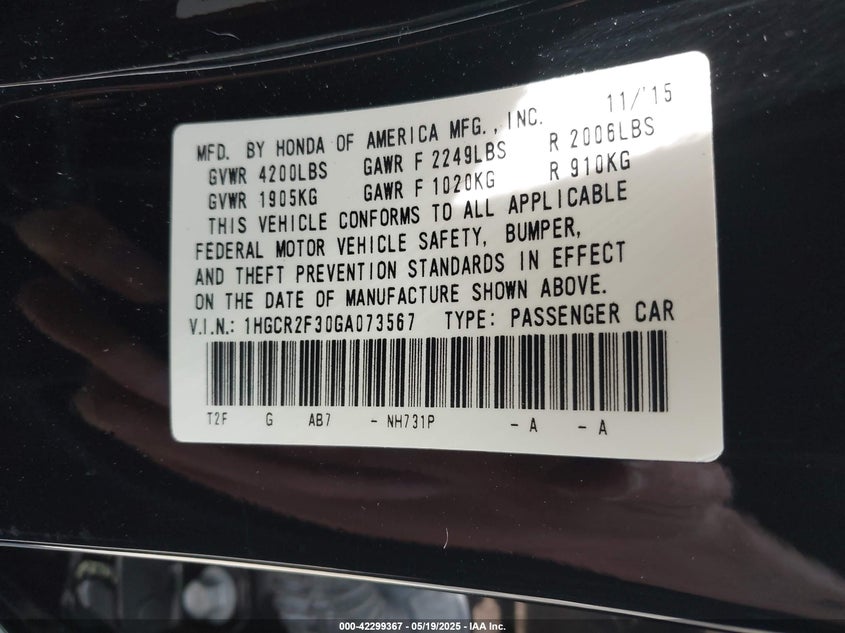 MFD. BY HONDA OF AMERICA MFG., INC. 11/'15
GVWR 4200LBS GAWR F 2249LBS R 2006LBS
GVWR 1905KG GAWR F 1020KG R 910KG
THIS VEHICLE CONFORMS TO ALL APPLICABLE
FEDERAL MOTOR VEHICLE SAFETY, BUMPER,
AND THEFT PREVENTION STANDARDS IN EFFECT
ON THE DATE OF MANUFACTURE SHOWN ABOVE.
V.I.N.: 1HGCR2F30GA073567 TYPE: PASSENGER CAR
T2F G AB7 - NH731P - A - A
000-42299367 - 05/19/2025 - IAA, Inc.